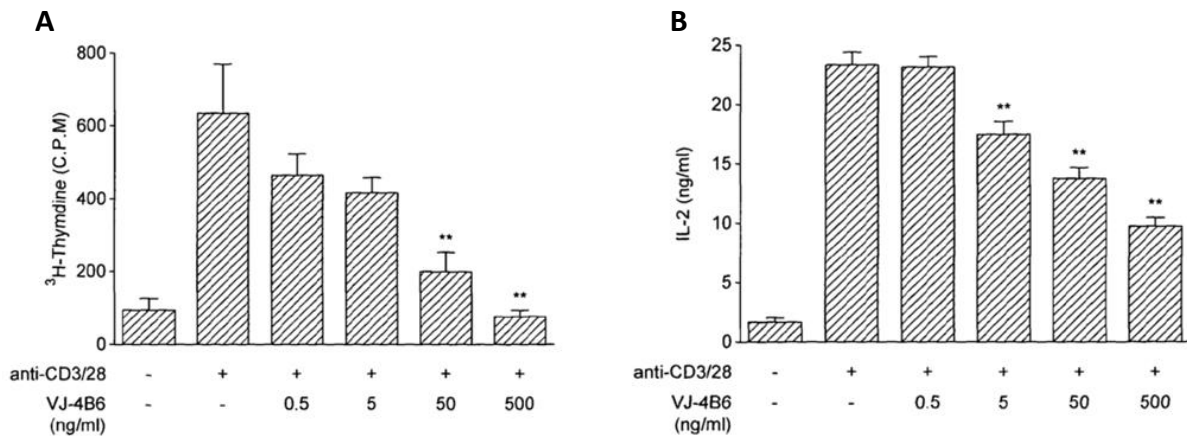 A
800
600
400
200
0
³H-Thymdine (C.P.M)
** **
anti-CD3/28 - + + + + +
VJ-4B6 - - 0.5 5 50 500
(ng/ml)
B
25
20
15
10
5
0
IL-2 (ng/ml)
** ** **
anti-CD3/28 - + + + + +
VJ-4B6 - - 0.5 5 50 500
(ng/ml)